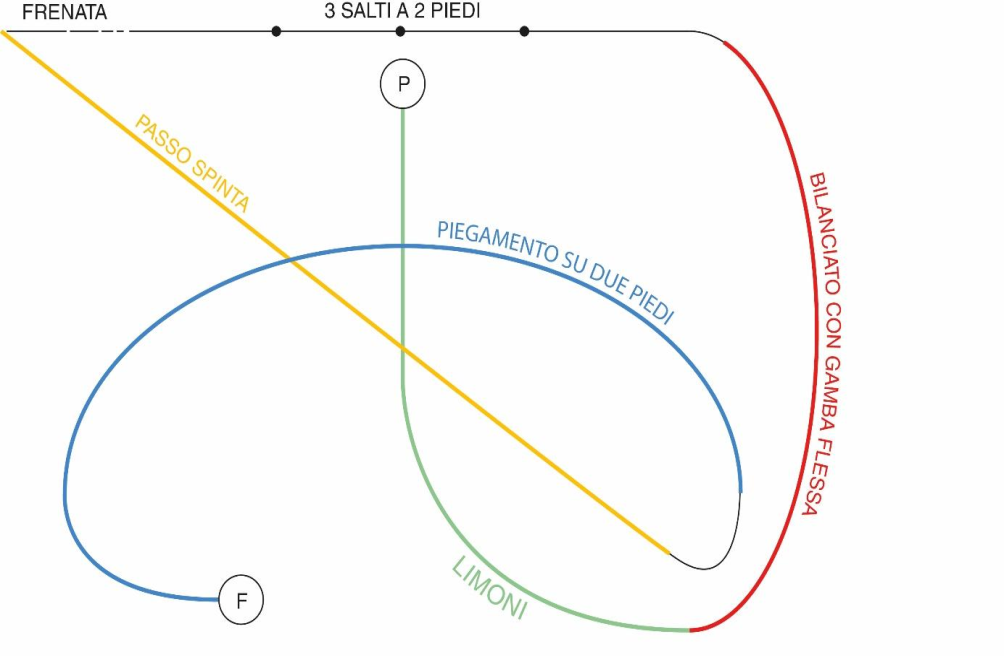 FRENATA
3 SALTI A 2 PIEDI
P
PASSO SPINTA
BILANCIATO CON GAMBA FLESSA
PIEGAMENTO SU DUE PIEDI
LIMONI
F